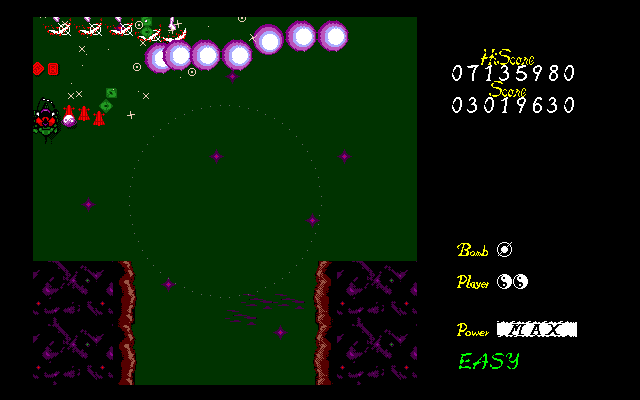 HiScore
07135980
Score
03019630
Bomb
Player
Power MAX
EASY